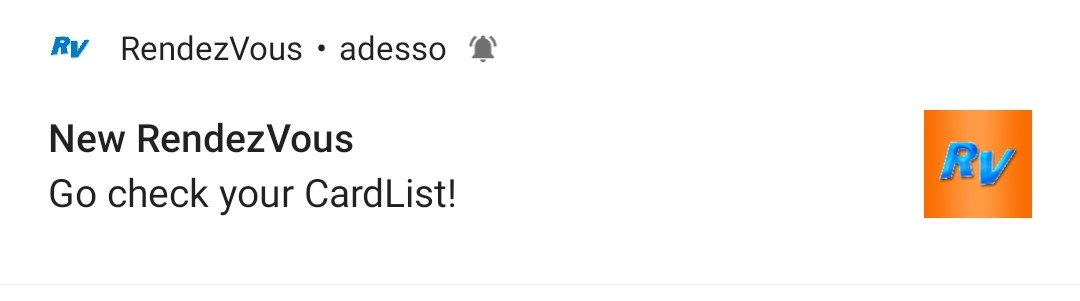 RV RendezVous • adesso
New RendezVous
Go check your CardList!
RV